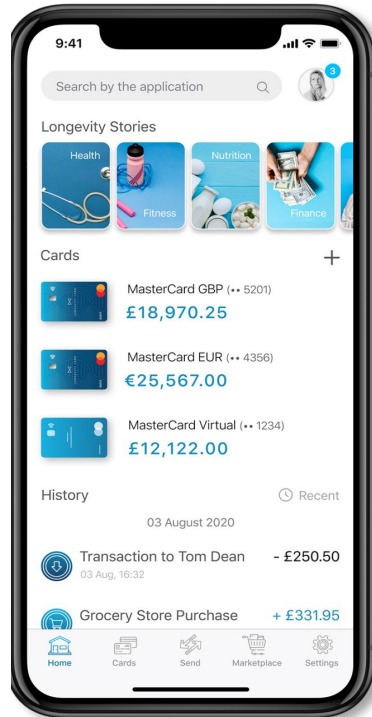 9:41
3
Search by the application
Longevity Stories
Health
Fitness
Nutrition
Finance
Cards +
MasterCard GBP (•• 5201)
£18,970.25
MasterCard EUR (•• 4356)
€25,567.00
MasterCard Virtual (•• 1234)
£12,122.00
History Recent
03 August 2020
Transaction to Tom Dean - £250.50
03 Aug, 16:32
Grocery Store Purchase + £331.95
Home Cards Send Marketplace Settings